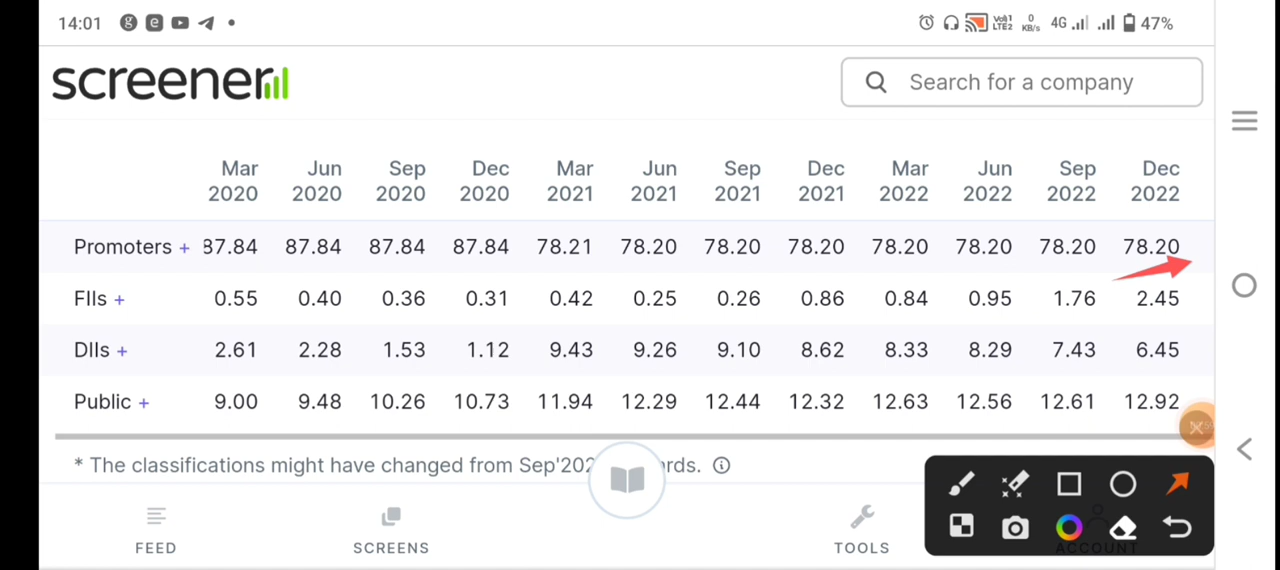 14:01 Vo1 LTE2 0 KB/s 4G 47%
screener Search for a company
Mar Jun Sep Dec Mar Jun Sep Dec Mar Jun Sep Dec
2020 2020 2020 2020 2021 2021 2021 2021 2022 2022 2022 2022
Promoters + 87.84 87.84 87.84 87.84 78.21 78.20 78.20 78.20 78.20 78.20 78.20 78.20
FIIs + 0.55 0.40 0.36 0.31 0.42 0.25 0.26 0.86 0.84 0.95 1.76 2.45
DIIs + 2.61 2.28 1.53 1.12 9.43 9.26 9.10 8.62 8.33 8.29 7.43 6.45
Public + 9.00 9.48 10.26 10.73 11.94 12.29 12.44 12.32 12.63 12.56 12.61 12.92
* The classifications might have changed from Sep'202 rds.
FEED SCREENS TOOLS ACCOUNT